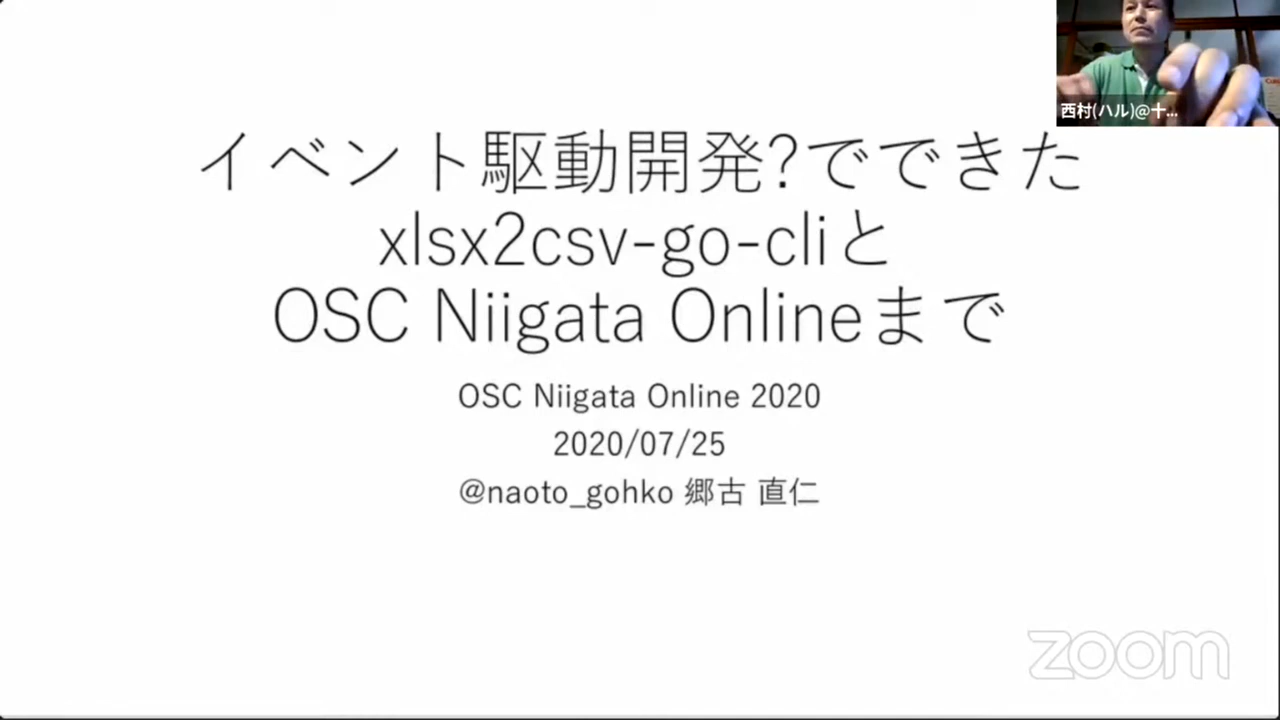 西村(ハル)@十...
イベント駆動開発?でできた
xlsx2csv-go-cliと
OSC Niigata Onlineまで
OSC Niigata Online 2020
2020/07/25
@naoto_gohko 郷古 直仁
zoom